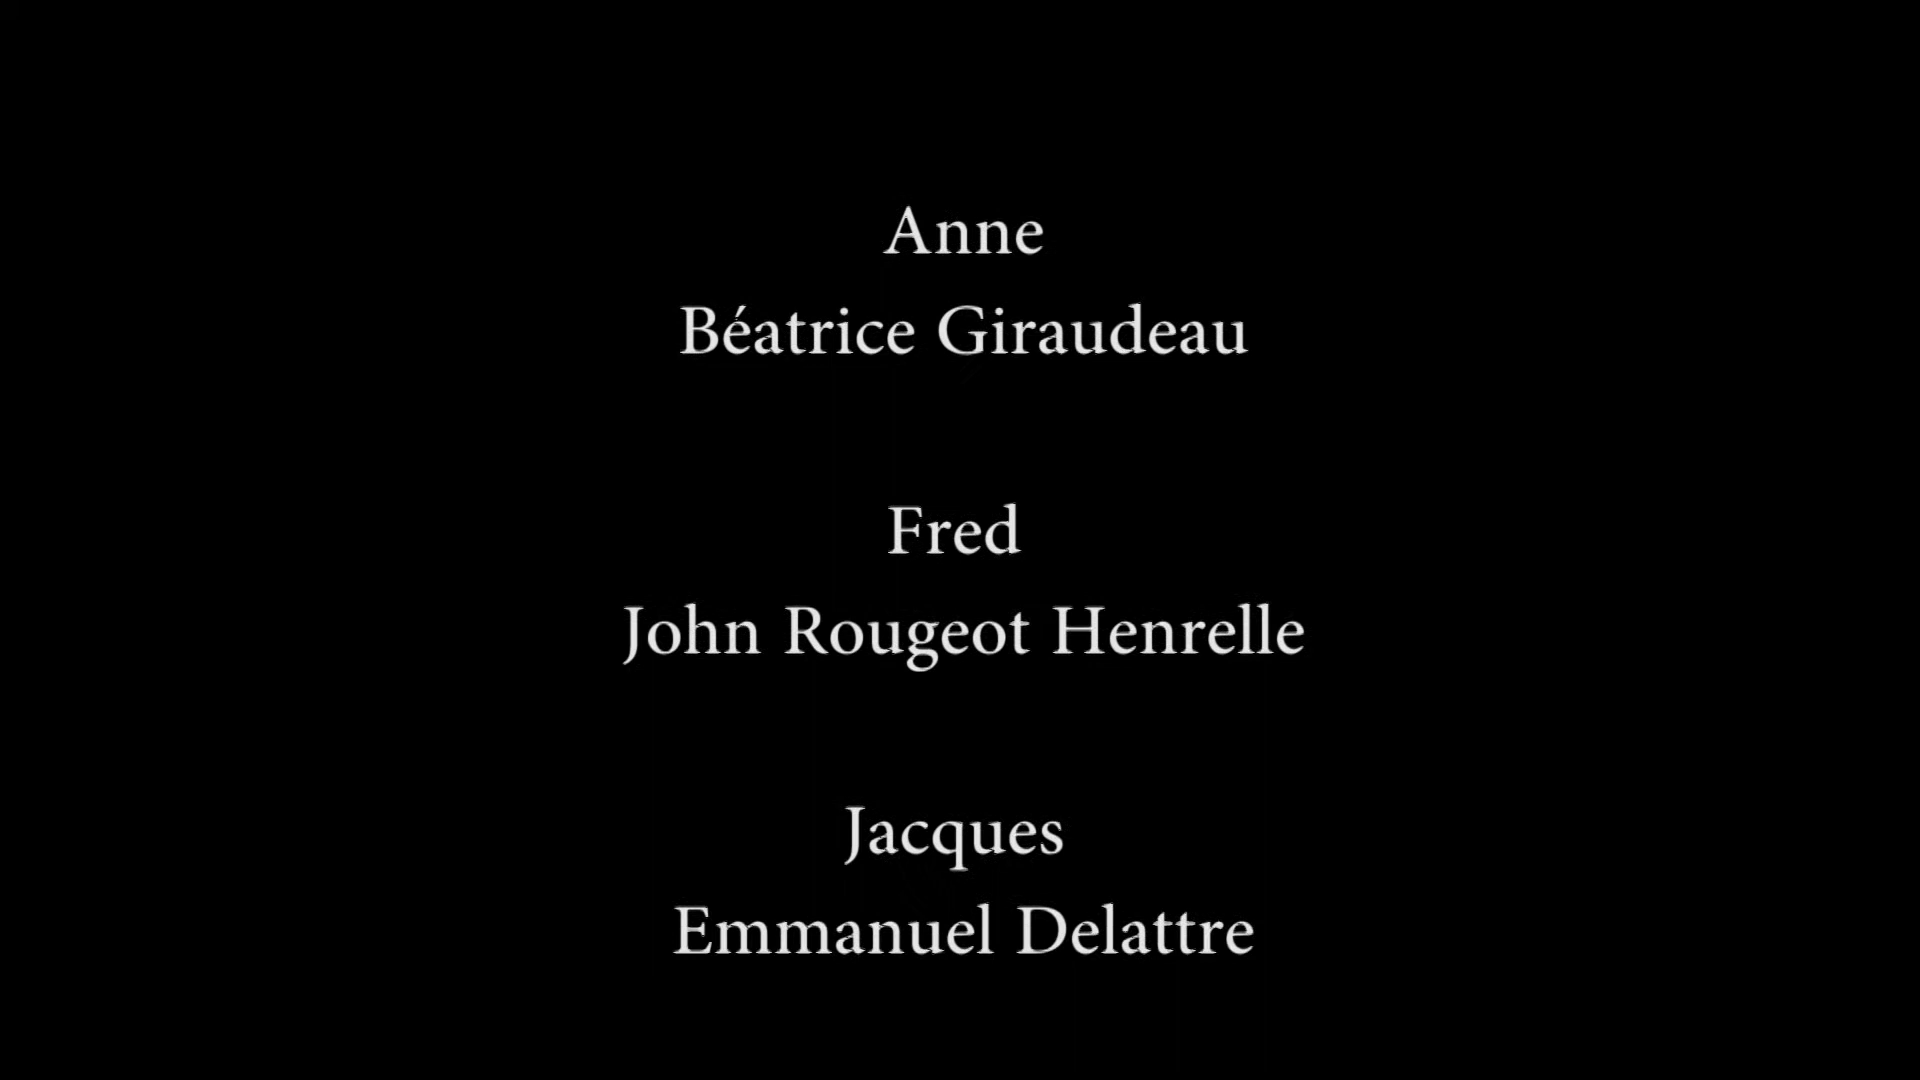 Anne
Béatrice Giraudeau
Fred
John Rougeot Henrelle
Jacques
Emmanuel Delattre